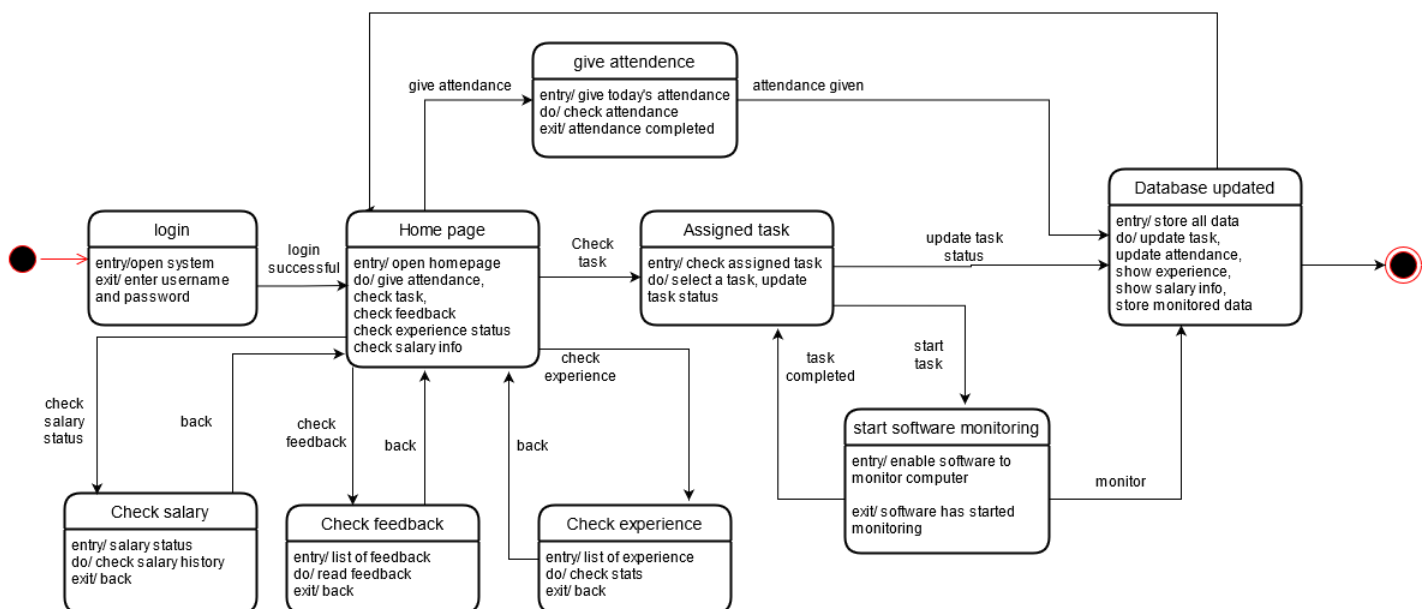 give attendence
entry/ give today's attendance
do/ check attendance
exit/ attendance completed
give attendance
attendance given
login
entry/open system
exit/ enter username
and password
login
successful
Home page
entry/ open homepage
do/ give attendance,
check task,
check feedback
check experience status
check salary info
Check
task
Assigned task
entry/ check assigned task
do/ select a task, update
task status
update task
status
Database updated
entry/ store all data
do/ update task,
update attendance,
show experience,
show salary info,
store monitored data
check
salary
status
back
check
feedback
back
check
experience
back
task
completed
start
task
start software monitoring
entry/ enable software to
monitor computer
exit/ software has started
monitoring
monitor
Check salary
entry/ salary status
do/ check salary history
exit/ back
Check feedback
entry/ list of feedback
do/ read feedback
exit/ back
Check experience
entry/ list of experience
do/ check stats
exit/ back